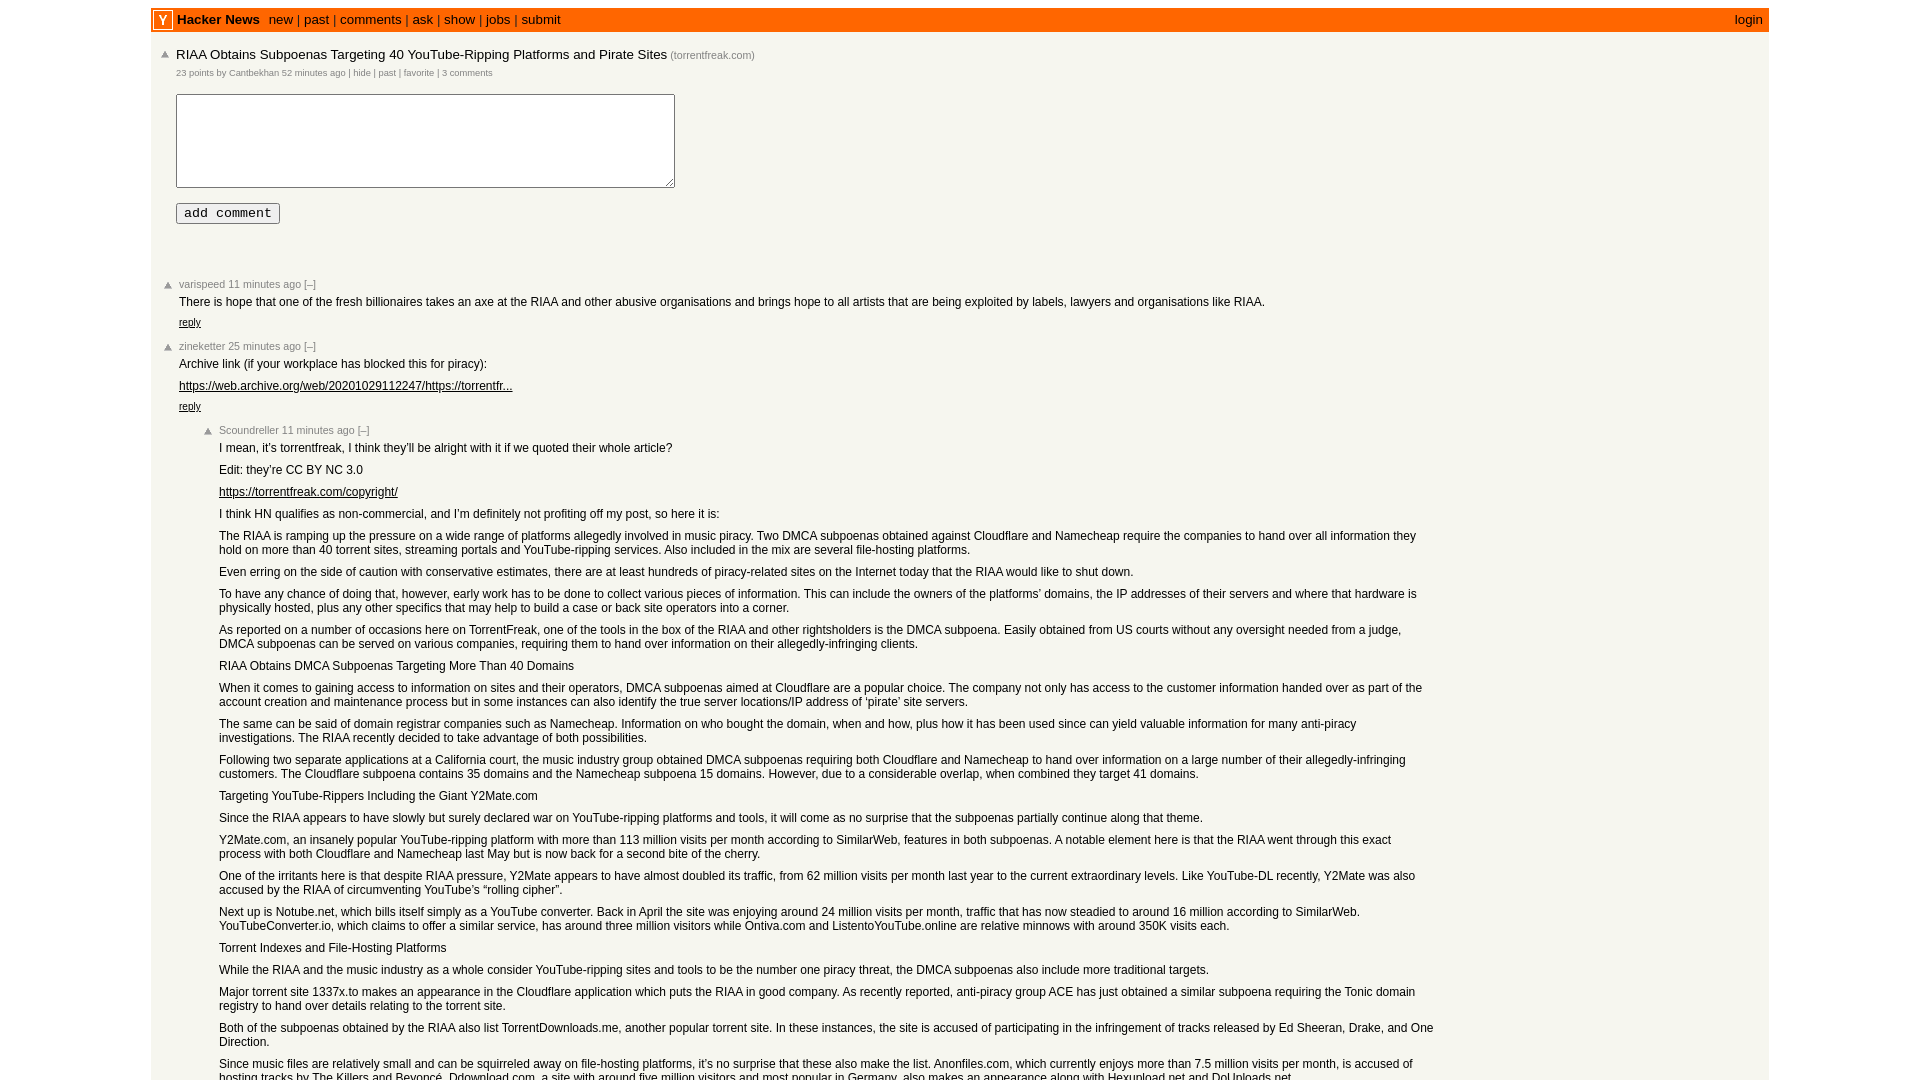 Y Hacker News new | past | comments | ask | show | jobs | submit login
RIAA Obtains Subpoenas Targeting 40 YouTube-Ripping Platforms and Pirate Sites (torrentfreak.com)
23 points by Cantbekhan 52 minutes ago | hide | past | favorite | 3 comments
add comment
varispeed 11 minutes ago [–]
There is hope that one of the fresh billionaires takes an axe at the RIAA and other abusive organisations and brings hope to all artists that are being exploited by labels, lawyers and organisations like RIAA.
reply
zineketter 25 minutes ago [–]
Archive link (if your workplace has blocked this for piracy):
https://web.archive.org/web/20201029112247/https://torrentfr...
reply
Scoundreller 11 minutes ago [–]
I mean, it’s torrentfreak, I think they’ll be alright with it if we quoted their whole article?
Edit: they’re CC BY NC 3.0
https://torrentfreak.com/copyright/
I think HN qualifies as non-commercial, and I’m definitely not profiting off my post, so here it is:
The RIAA is ramping up the pressure on a wide range of platforms allegedly involved in music piracy. Two DMCA subpoenas obtained against Cloudflare and Namecheap require the companies to hand over all information they
hold on more than 40 torrent sites, streaming portals and YouTube-ripping services. Also included in the mix are several file-hosting platforms.
Even erring on the side of caution with conservative estimates, there are at least hundreds of piracy-related sites on the Internet today that the RIAA would like to shut down.
To have any chance of doing that, however, early work has to be done to collect various pieces of information. This can include the owners of the platforms’ domains, the IP addresses of their servers and where that hardware is
physically hosted, plus any other specifics that may help to build a case or back site operators into a corner.
As reported on a number of occasions here on TorrentFreak, one of the tools in the box of the RIAA and other rightsholders is the DMCA subpoena. Easily obtained from US courts without any oversight needed from a judge,
DMCA subpoenas can be served on various companies, requiring them to hand over information on their allegedly-infringing clients.
RIAA Obtains DMCA Subpoenas Targeting More Than 40 Domains
When it comes to gaining access to information on sites and their operators, DMCA subpoenas aimed at Cloudflare are a popular choice. The company not only has access to the customer information handed over as part of the
account creation and maintenance process but in some instances can also identify the true server locations/IP address of ‘pirate’ site servers.
The same can be said of domain registrar companies such as Namecheap. Information on who bought the domain, when and how, plus how it has been used since can yield valuable information for many anti-piracy
investigations. The RIAA recently decided to take advantage of both possibilities.
Following two separate applications at a California court, the music industry group obtained DMCA subpoenas requiring both Cloudflare and Namecheap to hand over information on a large number of their allegedly-infringing
customers. The Cloudflare subpoena contains 35 domains and the Namecheap subpoena 15 domains. However, due to a considerable overlap, when combined they target 41 domains.
Targeting YouTube-Rippers Including the Giant Y2Mate.com
Since the RIAA appears to have slowly but surely declared war on YouTube-ripping platforms and tools, it will come as no surprise that the subpoenas partially continue along that theme.
Y2Mate.com, an insanely popular YouTube-ripping platform with more than 113 million visits per month according to SimilarWeb, features in both subpoenas. A notable element here is that the RIAA went through this exact
process with both Cloudflare and Namecheap last May but is now back for a second bite of the cherry.
One of the irritants here is that despite RIAA pressure, Y2Mate appears to have almost doubled its traffic, from 62 million visits per month last year to the current extraordinary levels. Like YouTube-DL recently, Y2Mate was also
accused by the RIAA of circumventing YouTube’s “rolling cipher”.
Next up is Notube.net, which bills itself simply as a YouTube converter. Back in April the site was enjoying around 24 million visits per month, traffic that has now steadied to around 16 million according to SimilarWeb.
YouTubeConverter.io, which claims to offer a similar service, has around three million visitors while Ontiva.com and ListentoYouTube.online are relative minnows with around 350K visits each.
Torrent Indexes and File-Hosting Platforms
While the RIAA and the music industry as a whole consider YouTube-ripping sites and tools to be the number one piracy threat, the DMCA subpoenas also include more traditional targets.
Major torrent site 1337x.to makes an appearance in the Cloudflare application which puts the RIAA in good company. As recently reported, anti-piracy group ACE has just obtained a similar subpoena requiring the Tonic domain
registry to hand over details relating to the torrent site.
Both of the subpoenas obtained by the RIAA also list TorrentDownloads.me, another popular torrent site. In these instances, the site is accused of participating in the infringement of tracks released by Ed Sheeran, Drake, and One
Direction.
Since music files are relatively small and can be squirreled away on file-hosting platforms, it’s no surprise that these also make the list. Anonfiles.com, which currently enjoys more than 7.5 million visits per month, is accused of
hosting tracks by The Killers and Beyoncé. Ddownload.com, a site with around five million visitors and most popular in Germany, also makes an appearance along with Hexupload.net and DoUploads.net.